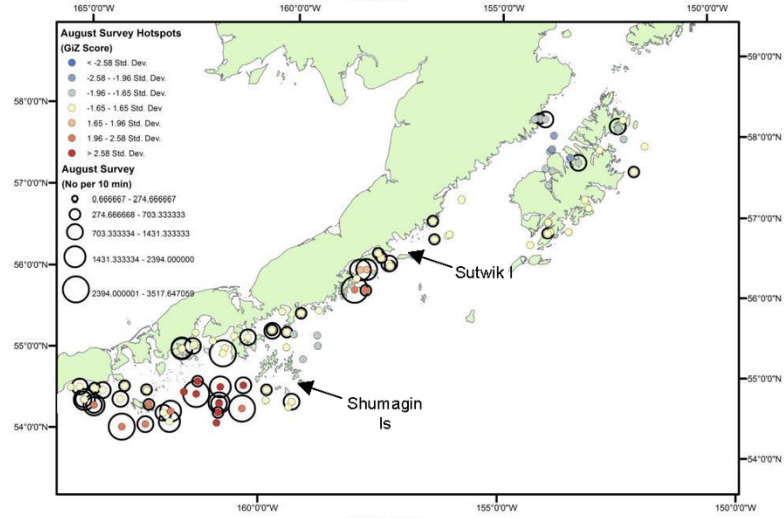 165°0'0"W 160°0'0"W 155°0'0"W 150°0'0"W
August Survey Hotspots
(GiZ Score)
< -2.58 Std. Dev.
-2.58 - -1.96 Std. Dev.
-1.96 - -1.65 Std. Dev.
-1.65 - 1.65 Std. Dev
1.65 - 1.96 Std. Dev.
1.96 - 2.58 Std. Dev.
> 2.58 Std. Dev.
August Survey
(No per 10 min)
0.666667 - 274.666667
274.666668 - 703.333333
703.333334 - 1431.333333
1431.333334 - 2394.000000
2394.000001 - 3517.647059
58°0'0"N
57°0'0"N
56°0'0"N
55°0'0"N
54°0'0"N
59°0'0"N
58°0'0"N
57°0'0"N
56°0'0"N
55°0'0"N
54°0'0"N
Sutwik I
Shumagin
Is
160°0'0"W 155°0'0"W 150°0'0"W